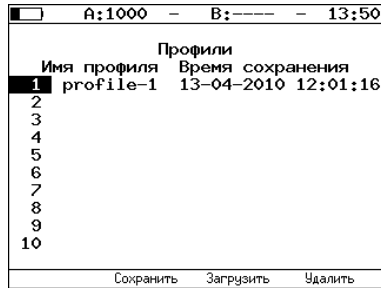 A:1000 – B:---- – 13:50
Профили
Имя профиля Время сохранения
1 profile-1 13-04-2010 12:01:16
2
3
4
5
6
7
8
9
10
Сохранить Загрузить Удалить